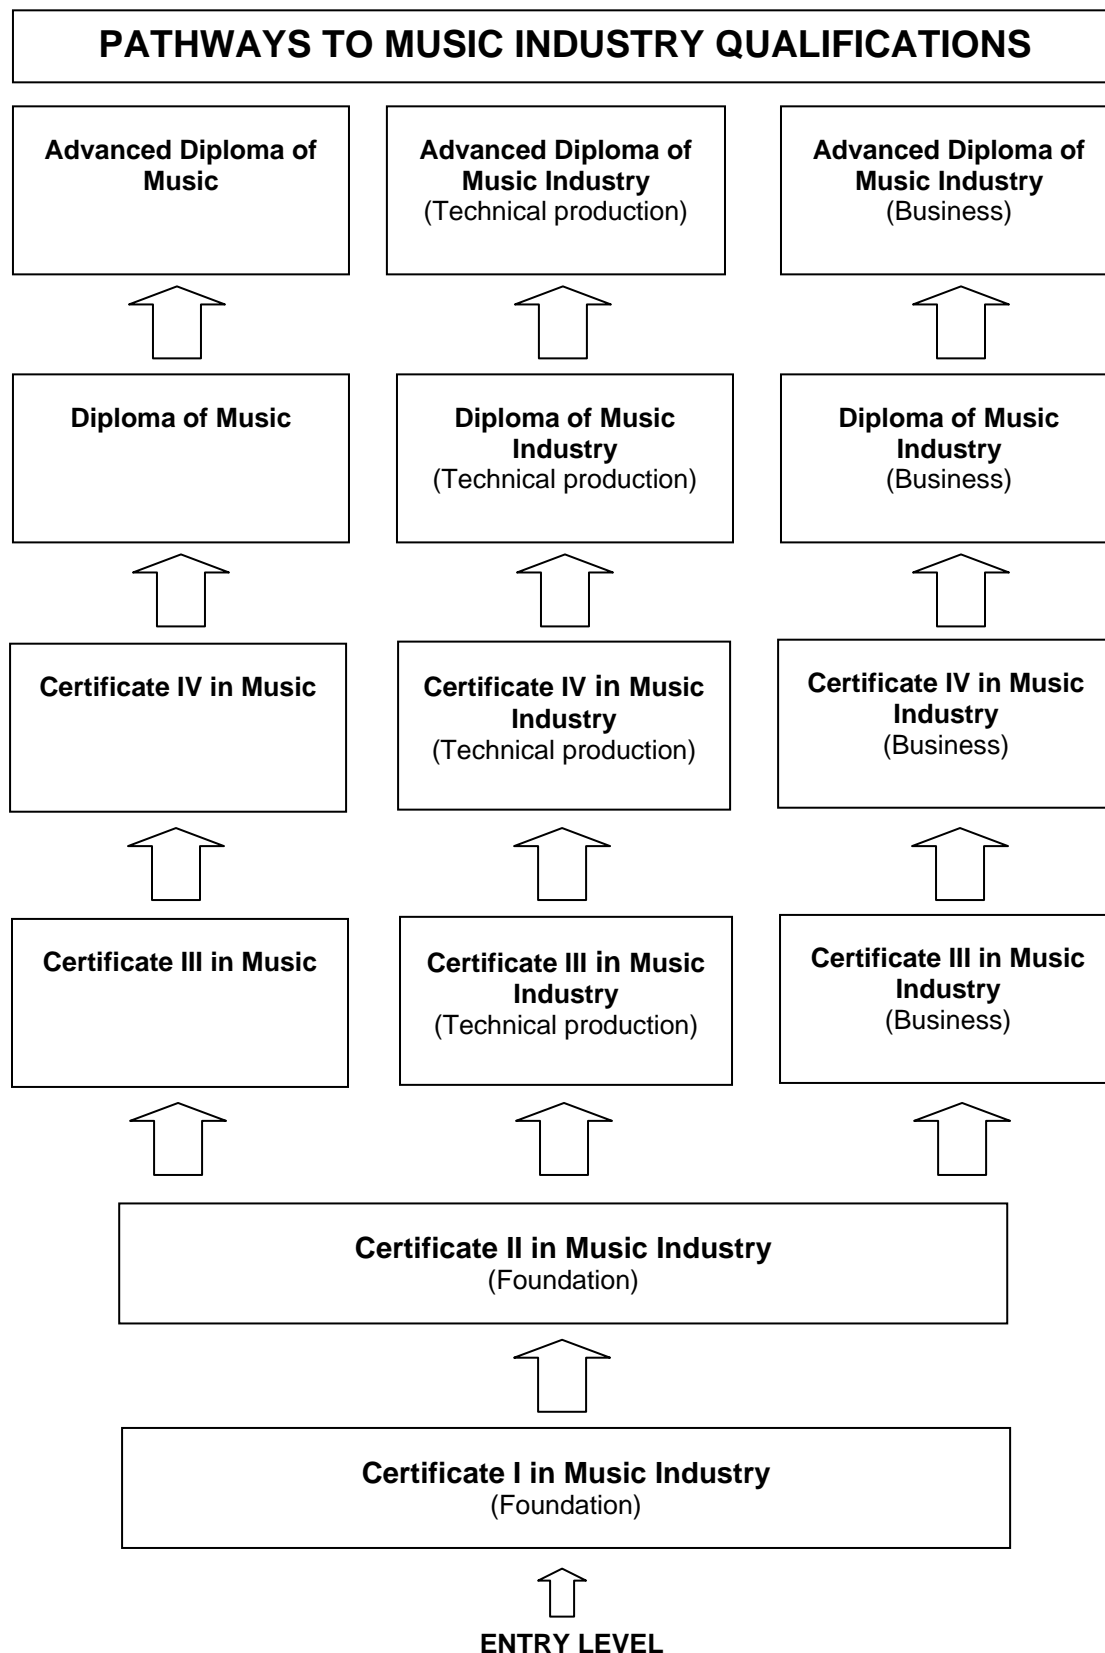 PATHWAYS TO MUSIC INDUSTRY QUALIFICATIONS
Advanced Diploma of
Music
Advanced Diploma of
Music Industry
(Technical production)
Advanced Diploma of
Music Industry
(Business)
Diploma of Music
Diploma of Music
Industry
(Technical production)
Diploma of Music
Industry
(Business)
Certificate IV in Music
Certificate IV in Music
Industry
(Technical production)
Certificate IV in Music
Industry
(Business)
Certificate III in Music
Certificate III in Music
Industry
(Technical production)
Certificate III in Music
Industry
(Business)
Certificate II in Music Industry
(Foundation)
Certificate I in Music Industry
(Foundation)
ENTRY LEVEL